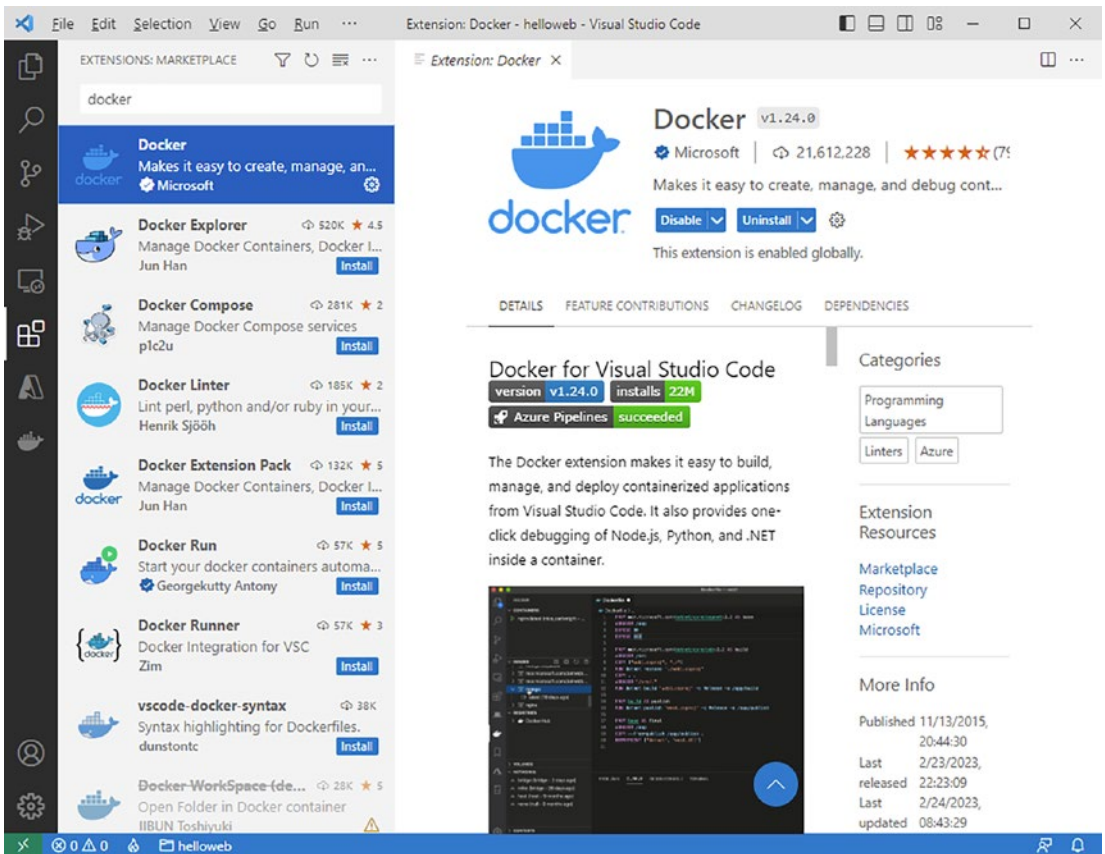 File Edit Selection View Go Run ··· Extension: Docker - helloweb - Visual Studio Code
EXTENSIONS: MARKETPLACE
docker
Docker
Makes it easy to create, manage, an...
Microsoft
docker
Docker Explorer 520K ★ 4.5
Manage Docker Containers, Docker I...
Jun Han Install
Docker Compose 281K ★ 2
Manage Docker Compose services
p1c2u Install
Docker Linter 185K ★ 2
Lint perl, python and/or ruby in your...
Henrik Sjööh Install
Docker Extension Pack 132K ★ 5
Manage Docker Containers, Docker I...
Jun Han Install
docker
Docker Run 57K ★ 5
Start your docker containers automa...
Georgekutty Antony Install
Docker Runner 57K ★ 3
Docker Integration for VSC
Zim Install
{docker}
vscode-docker-syntax 38K
Syntax highlighting for Dockerfiles.
dunstontc Install
Docker WorkSpace (de... 28K ★ 5
Open Folder in Docker container
IIBUN Toshiyuki
Extension: Docker ×
docker
Docker v1.24.0
Microsoft | 21,612,228 | ★★★★☆(79
Makes it easy to create, manage, and debug cont...
Disable Uninstall
This extension is enabled globally.
DETAILS FEATURE CONTRIBUTIONS CHANGELOG DEPENDENCIES
Docker for Visual Studio Code
version v1.24.0 installs 22M
Azure Pipelines succeeded
The Docker extension makes it easy to build,
manage, and deploy containerized applications
from Visual Studio Code. It also provides one-
click debugging of Node.js, Python, and .NET
inside a container.
Categories
Programming
Languages
Linters Azure
Extension
Resources
Marketplace
Repository
License
Microsoft
More Info
Published 11/13/2015,
20:44:30
Last 2/23/2023,
released 22:23:09
Last 2/24/2023,
updated 08:43:29
0 0 helloweb